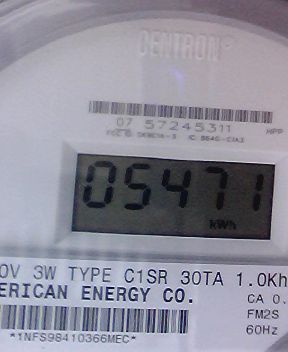 CENTRON®
07 57245311
HPP
05471
kWh
0V 3W TYPE C1SR 30TA 1.0Kh
ERICAN ENERGY CO.
CA 0.
FM2S
60Hz
*1NFS98410366MEC*